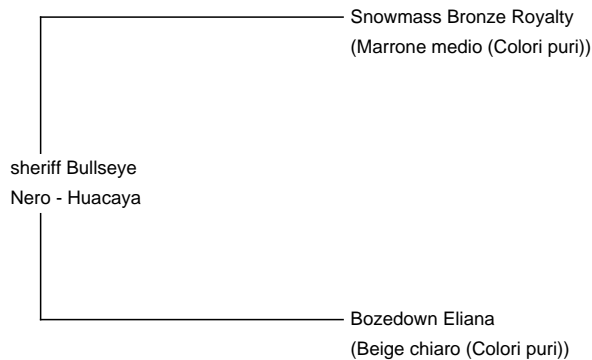 Snowmass Bronze Royalty
(Marrone medio (Colori puri))
sheriff Bullseye
Nero - Huacaya
Bozedown Eliana
(Beige chiaro (Colori puri))